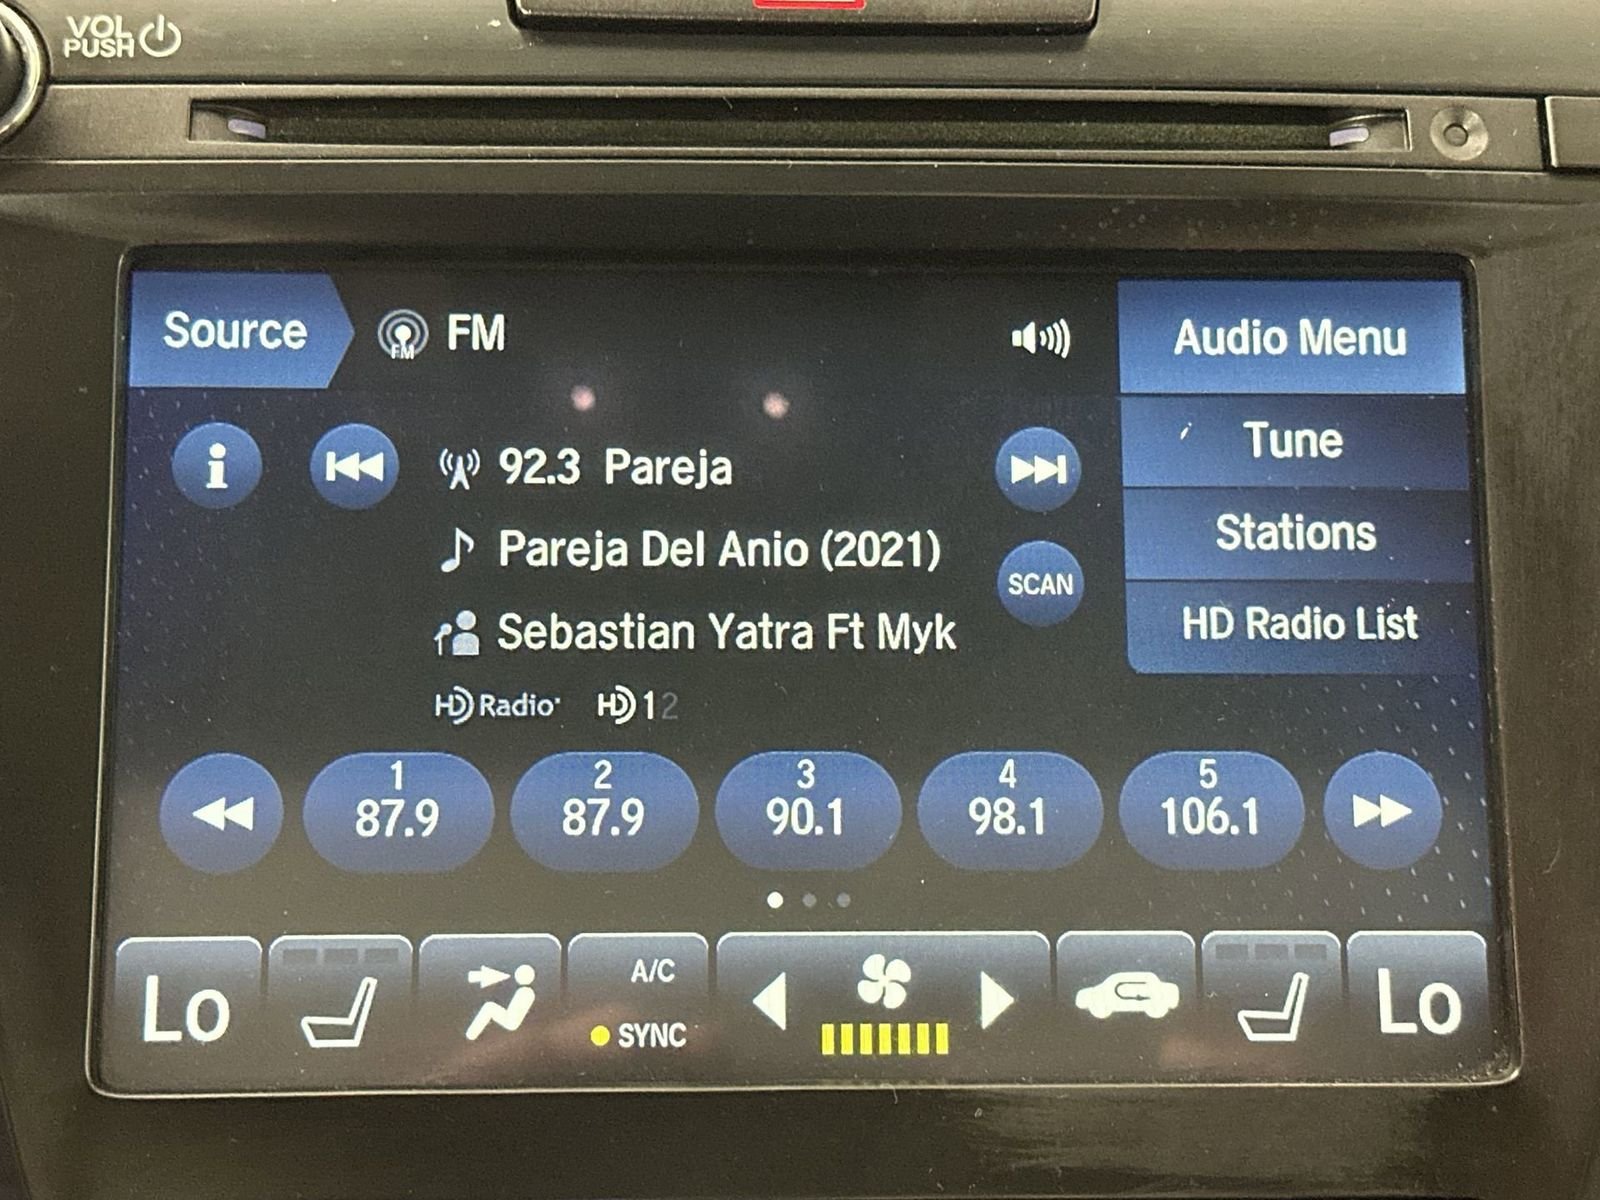 VOL
PUSH
Source
FM
FM
Audio Menu
92.3 Pareja
Tune
Pareja Del Anio (2021)
Stations
SCAN
Sebastian Yatra Ft Myk
HD Radio List
HD Radio HD1 2
1 2 3 4 5
87.9 87.9 90.1 98.1 106.1
Lo
A/C
SYNC
Lo